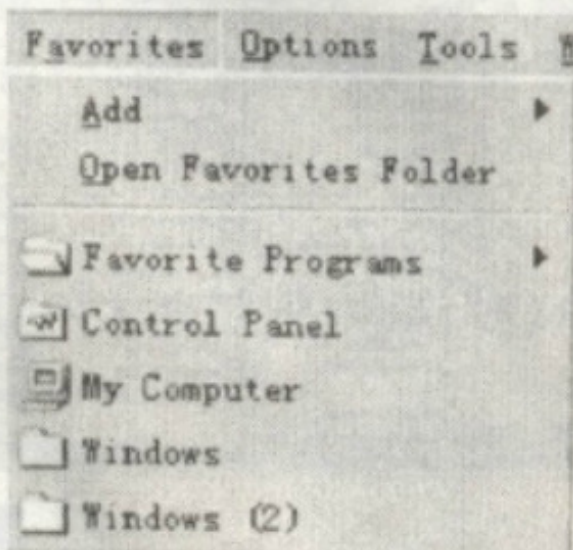 Favorites Options Tools
Add
Open Favorites Folder
Favorite Programs
Control Panel
My Computer
Windows
Windows (2)